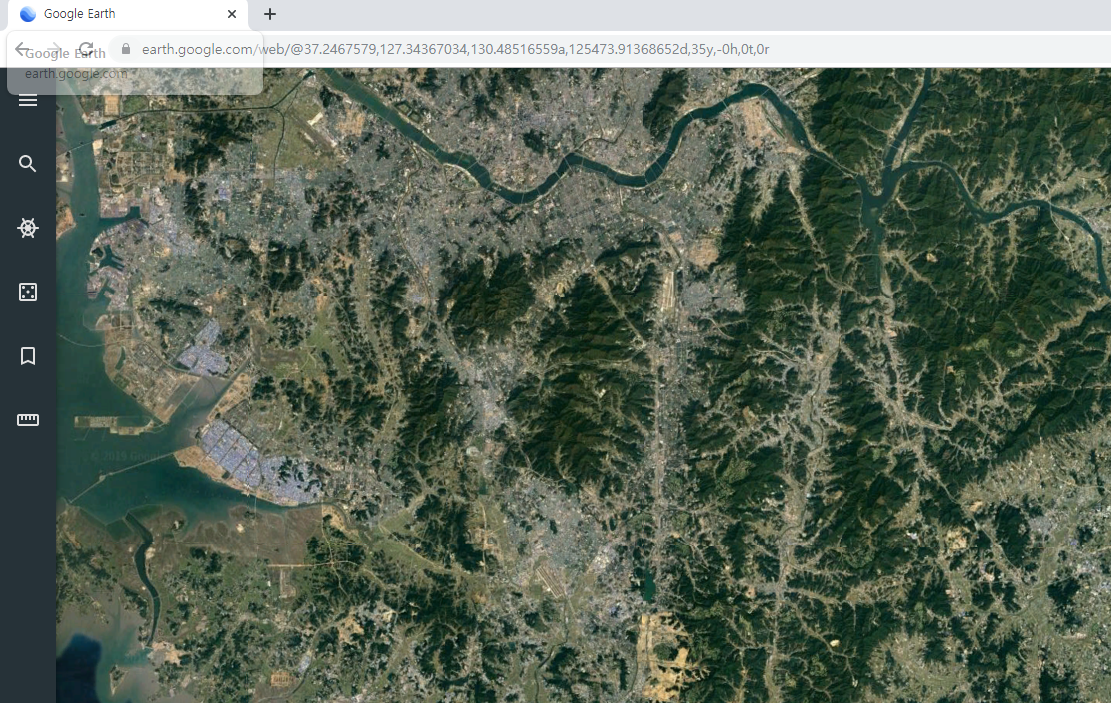 Google Earth
earth.google.com/web/@37.2467579,127.34367034,130.48516559a,125473.91368652d,35y,-0h,0t,0r
Google Earth
earth.google.com
© 2019 Google